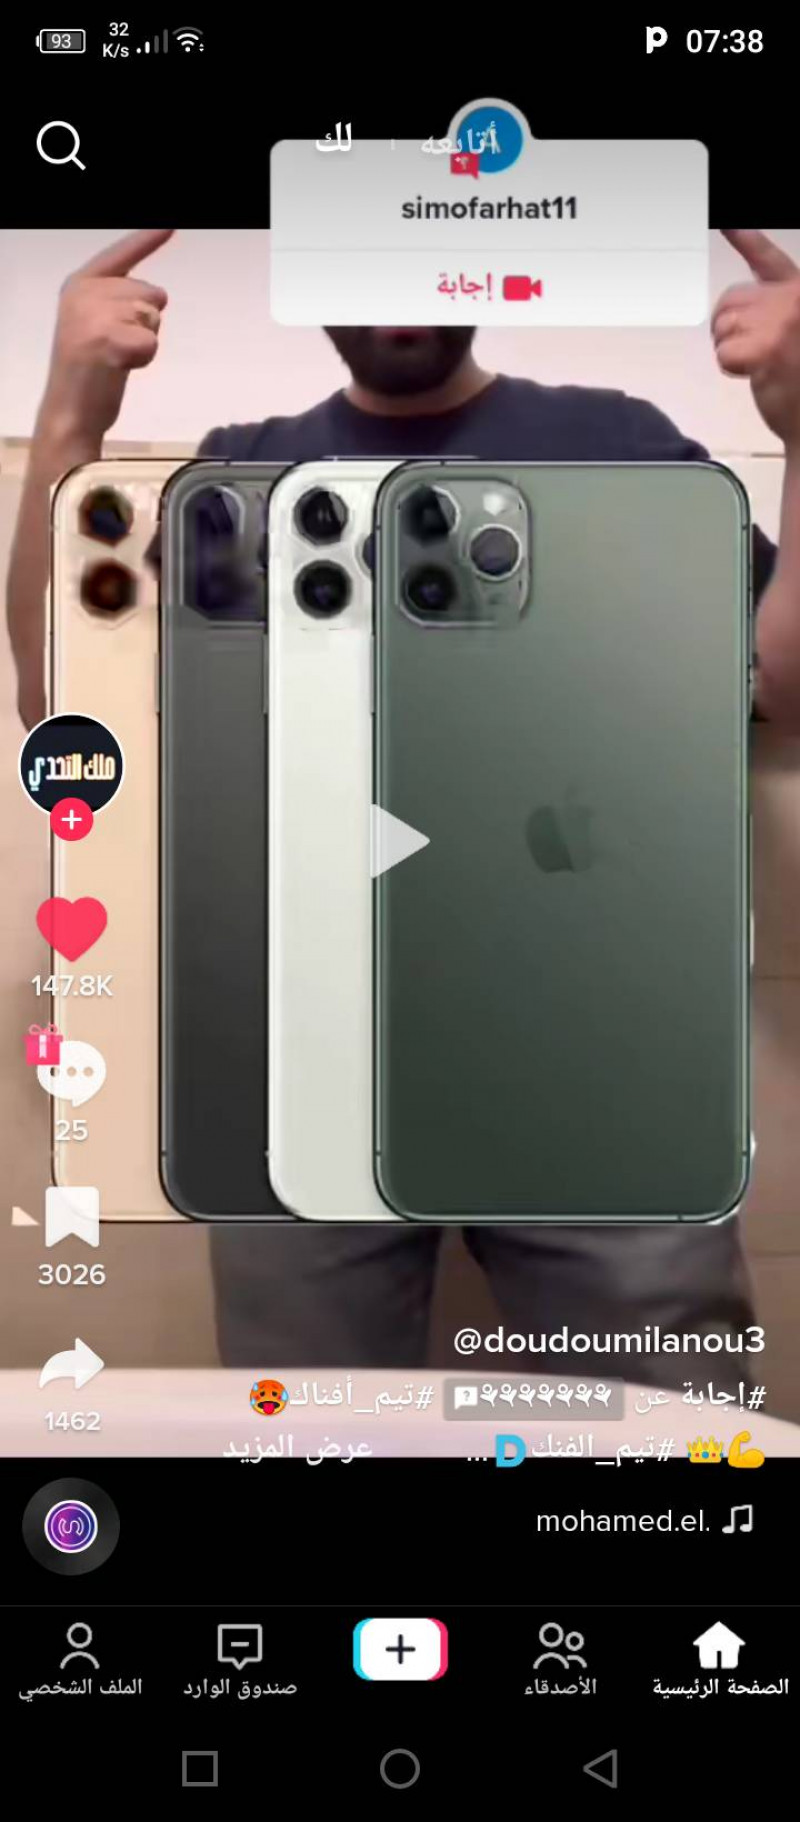 93
32
K/s
07:38
أتابعه
لك
simofarhat11
إجابة
ملك التحدي
147.8K
25
3026
1462
@doudoumilanou3
#إجابة عن #تيم_أفناك🥵
💪👑 #تيم_الفنك ... عرض المزيد
mohamed.el.
الصفحة الرئيسية
الأصدقاء
صندوق الوارد
الملف الشخصي